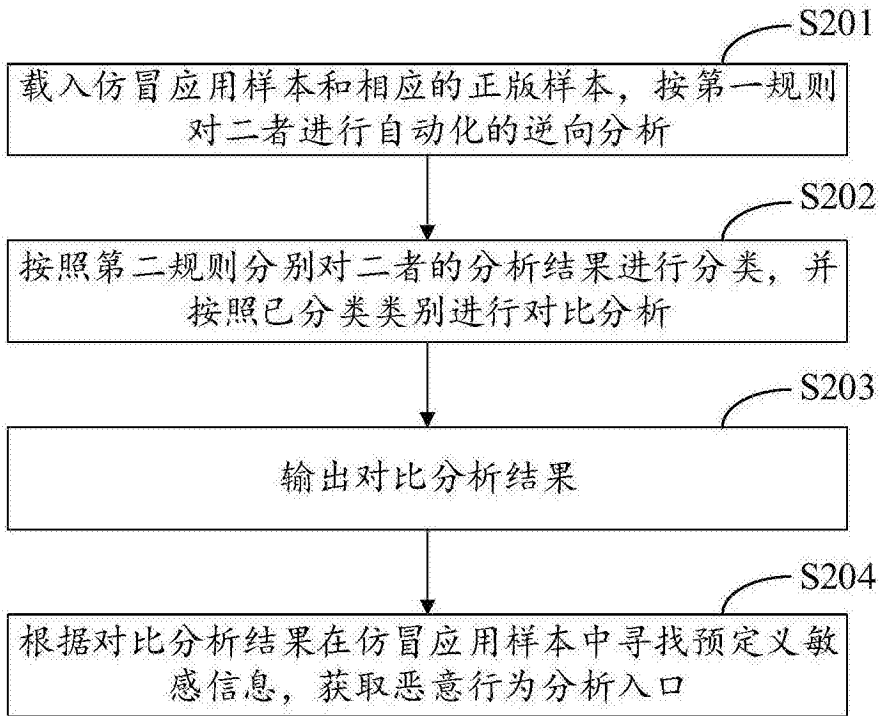 S201
载入仿冒应用样本和相应的正版样本，按第一规则
对二者进行自动化的逆向分析
S202
按照第二规则分别对二者的分析结果进行分类，并
按照已分类类别进行对比分析
S203
输出对比分析结果
S204
根据对比分析结果在仿冒应用样本中寻找预定义敏
感信息，获取恶意行为分析入口